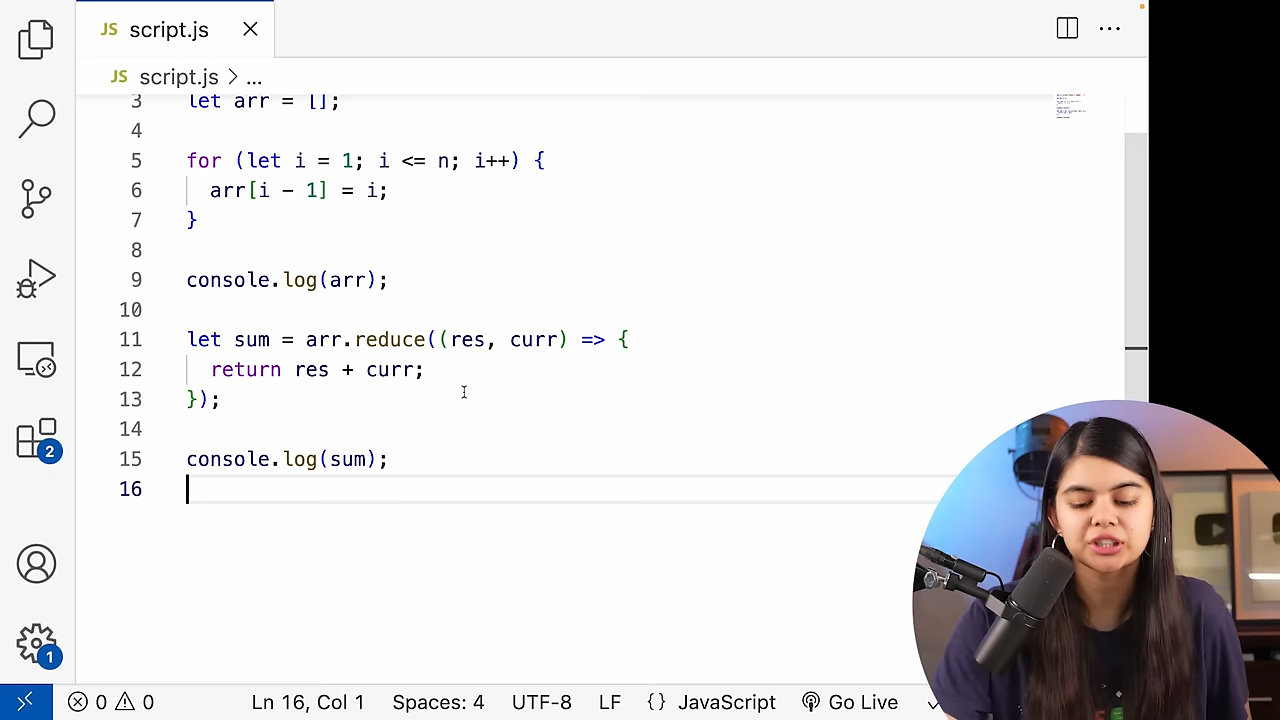 JS script.js
JS script.js > ...
3 let arr = [];
4
5 for (let i = 1; i <= n; i++) {
6 arr[i - 1] = i;
7 }
8
9 console.log(arr);
10
11 let sum = arr.reduce((res, curr) => {
12 return res + curr;
13 });
14
15 console.log(sum);
16
2
1
0 0 Ln 16, Col 1 Spaces: 4 UTF-8 LF {} JavaScript Go Live